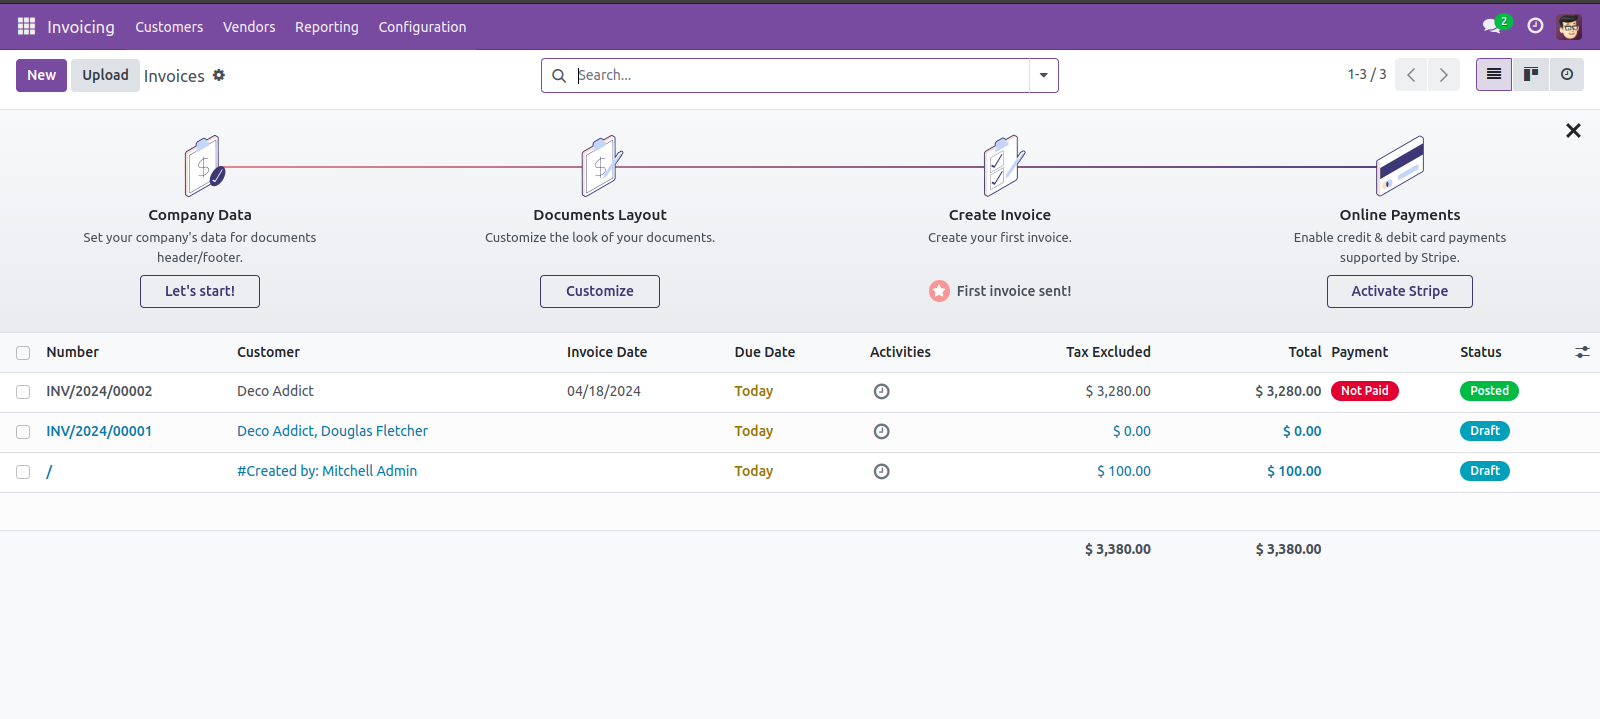 Invoicing Customers Vendors Reporting Configuration 2
New Upload Invoices Search... 1-3 / 3
Company Data
Set your company's data for documents
header/footer.
Let's start!
Documents Layout
Customize the look of your documents.
Customize
Create Invoice
Create your first invoice.
First invoice sent!
Online Payments
Enable credit & debit card payments
supported by Stripe.
Activate Stripe
Number Customer Invoice Date Due Date Activities Tax Excluded Total Payment Status
INV/2024/00002 Deco Addict 04/18/2024 Today $ 3,280.00 $ 3,280.00 Not Paid Posted
INV/2024/00001 Deco Addict, Douglas Fletcher Today $ 0.00 $ 0.00 Draft
/ #Created by: Mitchell Admin Today $ 100.00 $ 100.00 Draft
$ 3,380.00 $ 3,380.00